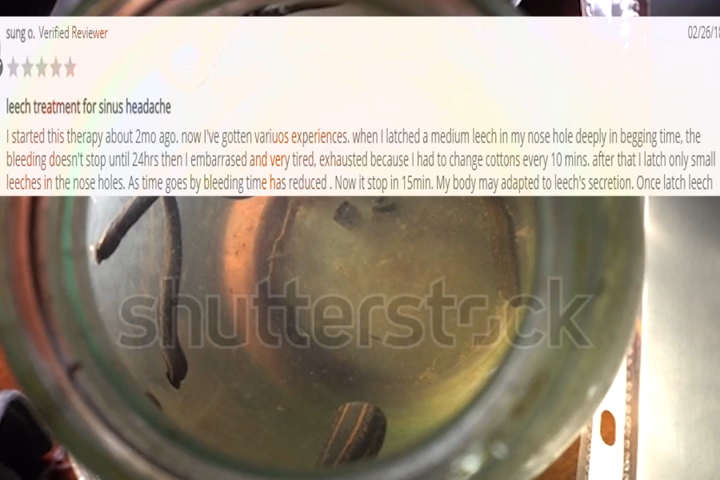 sung o. Verified Reviewer 02/26/18
leech treatment for sinus headache
I started this therapy about 2mo ago. now I've gotten variuos experiences. when I latched a medium leech in my nose hole deeply in begging time, the
bleeding doesn't stop until 24hrs then I embarrased and very tired, exhausted because I had to change cottons every 10 mins. after that I latch only small
leeches in the nose holes. As time goes by bleeding time has reduced . Now it stop in 15min. My body may adapted to leech's secretion. Once latch leech
shutterstock